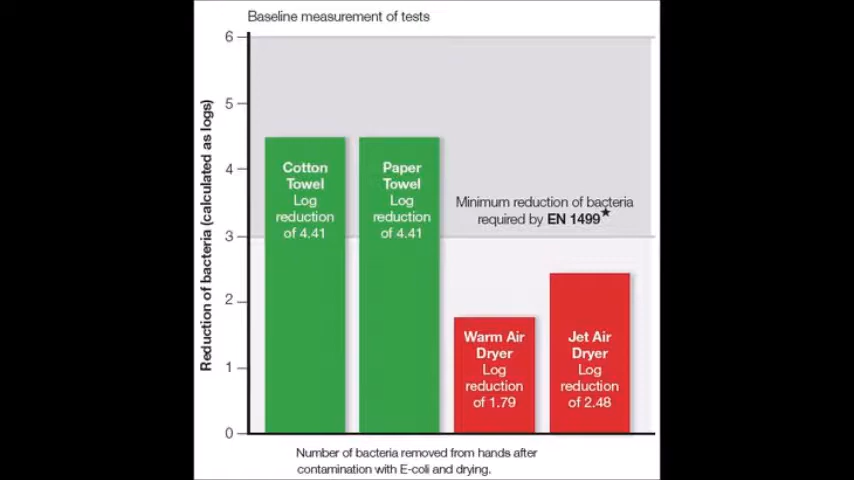 Baseline measurement of tests
6
5
4
3
2
1
0
Reduction of bacteria (calculated as logs)
Cotton
Towel
Log
reduction
of 4.41
Paper
Towel
Log
reduction
of 4.41
Minimum reduction of bacteria
required by EN 1499★
Warm Air
Dryer
Log
reduction
of 1.79
Jet Air
Dryer
Log
reduction
of 2.48
Number of bacteria removed from hands after
contamination with E-coli and drying.